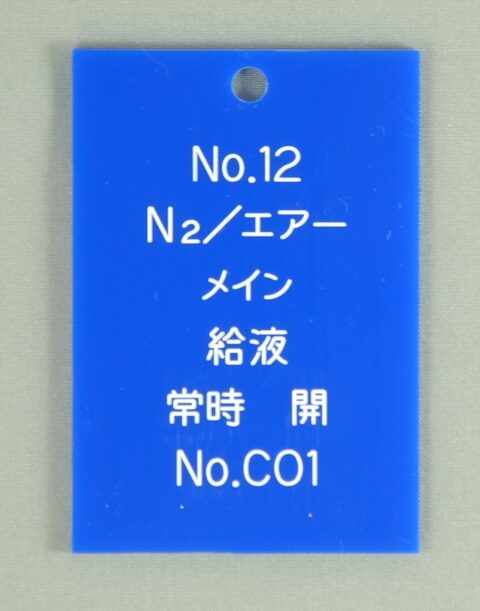 No.12
N2/エアー
メイン
給液
常時　開
No.C01